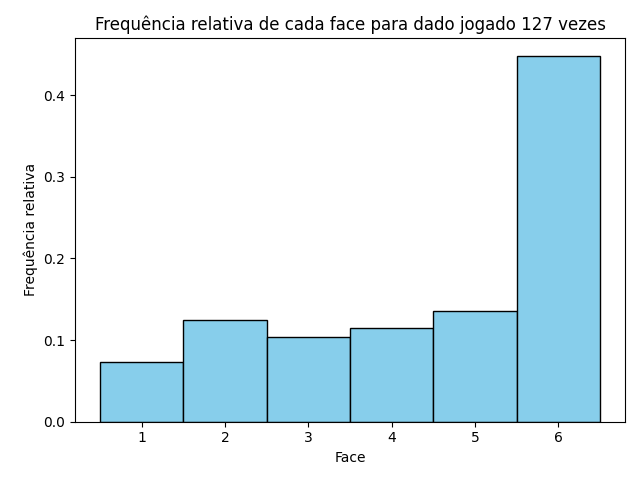 Frequência relativa de cada face para dado jogado 127 vezes
Frequência relativa
0.4
0.3
0.2
0.1
0.0
1 2 3 4 5 6
Face